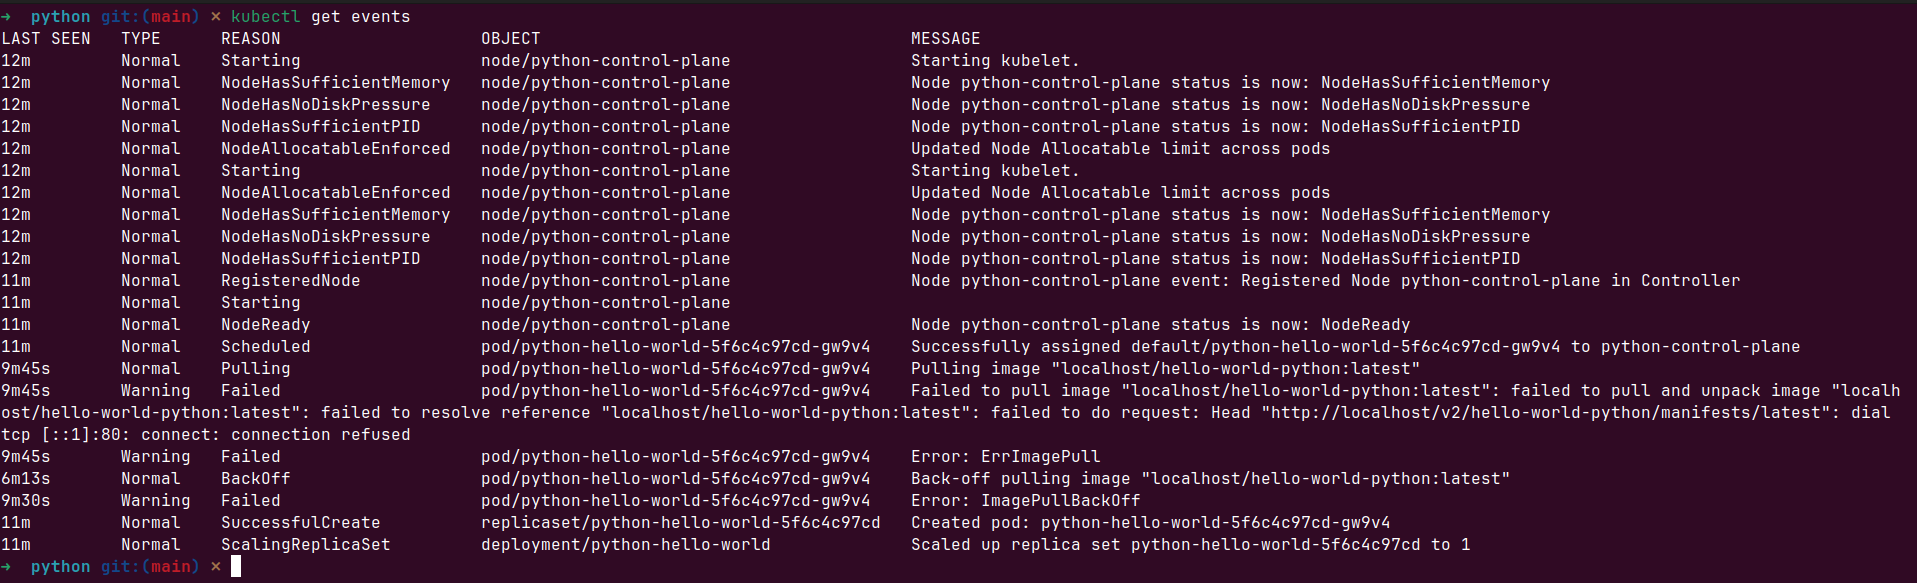 → python git:(main) × kubectl get events
LAST SEEN   TYPE      REASON                    OBJECT                                     MESSAGE
12m         Normal    Starting                  node/python-control-plane                  Starting kubelet.
12m         Normal    NodeHasSufficientMemory   node/python-control-plane                  Node python-control-plane status is now: NodeHasSufficientMemory
12m         Normal    NodeHasNoDiskPressure     node/python-control-plane                  Node python-control-plane status is now: NodeHasNoDiskPressure
12m         Normal    NodeHasSufficientPID      node/python-control-plane                  Node python-control-plane status is now: NodeHasSufficientPID
12m         Normal    NodeAllocatableEnforced   node/python-control-plane                  Updated Node Allocatable limit across pods
12m         Normal    Starting                  node/python-control-plane                  Starting kubelet.
12m         Normal    NodeAllocatableEnforced   node/python-control-plane                  Updated Node Allocatable limit across pods
12m         Normal    NodeHasSufficientMemory   node/python-control-plane                  Node python-control-plane status is now: NodeHasSufficientMemory
12m         Normal    NodeHasNoDiskPressure     node/python-control-plane                  Node python-control-plane status is now: NodeHasNoDiskPressure
12m         Normal    NodeHasSufficientPID      node/python-control-plane                  Node python-control-plane status is now: NodeHasSufficientPID
11m         Normal    RegisteredNode            node/python-control-plane                  Node python-control-plane event: Registered Node python-control-plane in Controller
11m         Normal    Starting                  node/python-control-plane
11m         Normal    NodeReady                 node/python-control-plane                  Node python-control-plane status is now: NodeReady
11m         Normal    Scheduled                 pod/python-hello-world-5f6c4c97cd-gw9v4    Successfully assigned default/python-hello-world-5f6c4c97cd-gw9v4 to python-control-plane
9m45s       Normal    Pulling                   pod/python-hello-world-5f6c4c97cd-gw9v4    Pulling image "localhost/hello-world-python:latest"
9m45s       Warning   Failed                    pod/python-hello-world-5f6c4c97cd-gw9v4    Failed to pull image "localhost/hello-world-python:latest": failed to pull and unpack image "localh
ost/hello-world-python:latest": failed to resolve reference "localhost/hello-world-python:latest": failed to do request: Head "http://localhost/v2/hello-world-python/manifests/latest": dial
tcp [::1]:80: connect: connection refused
9m45s       Warning   Failed                    pod/python-hello-world-5f6c4c97cd-gw9v4    Error: ErrImagePull
6m13s       Normal    BackOff                   pod/python-hello-world-5f6c4c97cd-gw9v4    Back-off pulling image "localhost/hello-world-python:latest"
9m30s       Warning   Failed                    pod/python-hello-world-5f6c4c97cd-gw9v4    Error: ImagePullBackOff
11m         Normal    SuccessfulCreate          replicaset/python-hello-world-5f6c4c97cd   Created pod: python-hello-world-5f6c4c97cd-gw9v4
11m         Normal    ScalingReplicaSet         deployment/python-hello-world              Scaled up replica set python-hello-world-5f6c4c97cd to 1
→ python git:(main) ×